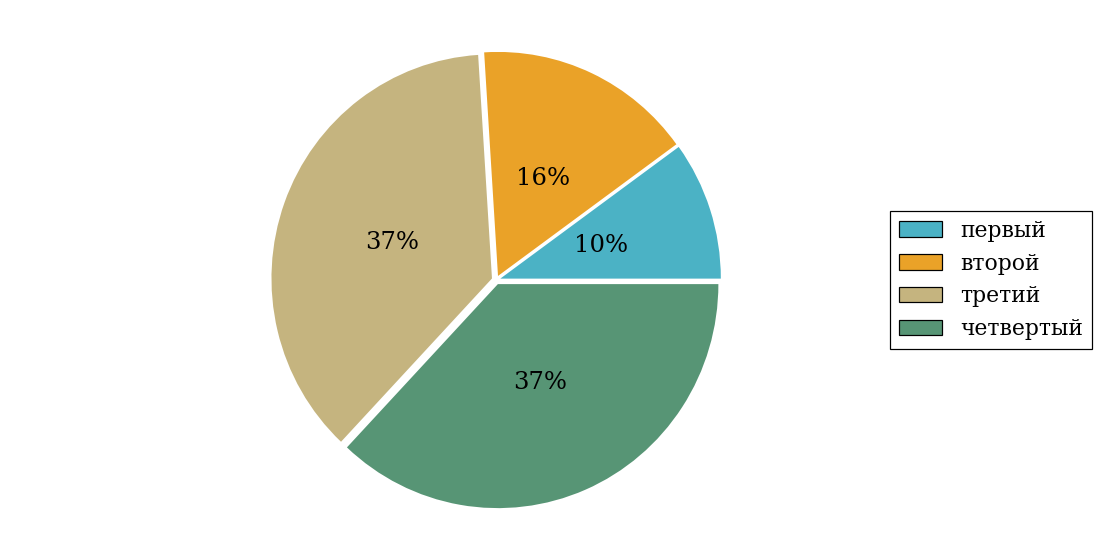 16%
37%
10%
37%
первый
второй
третий
четвертый